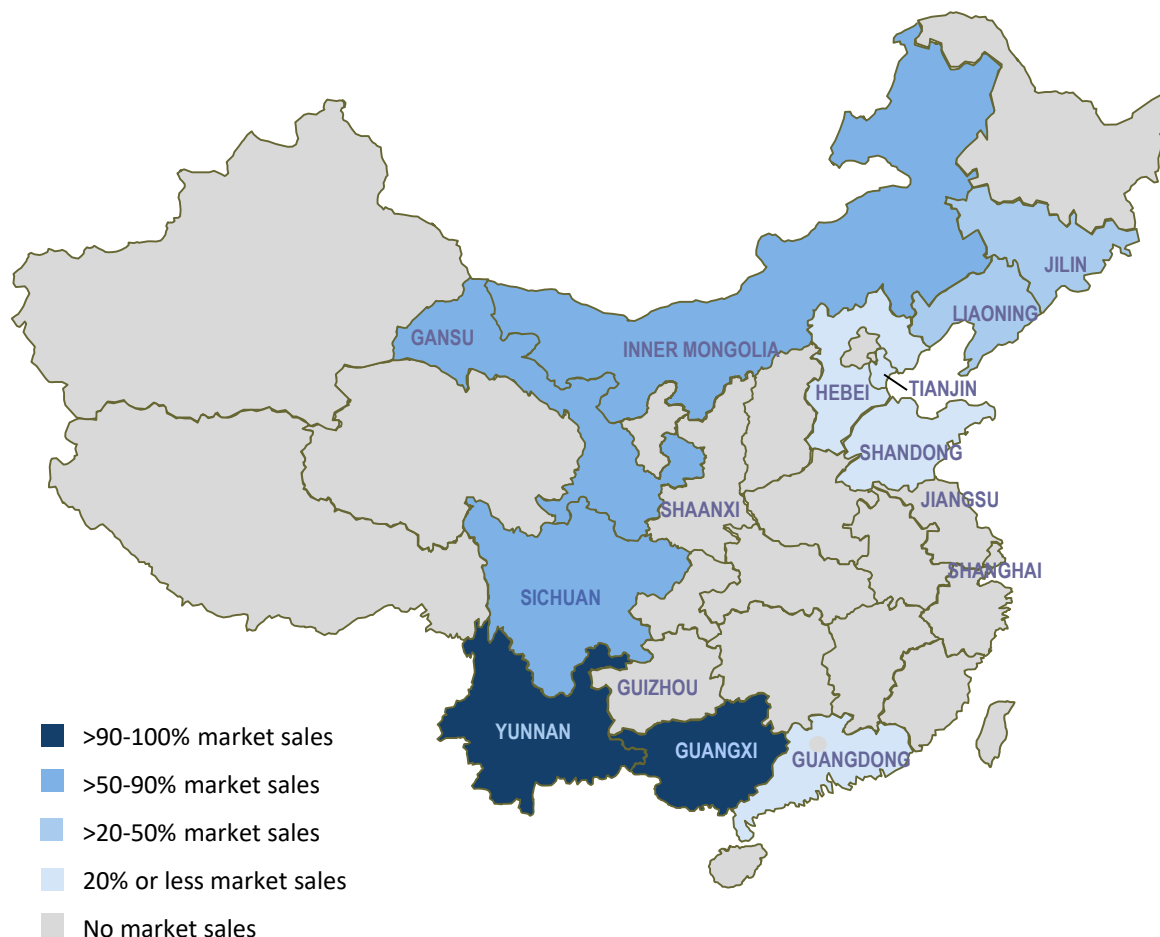 JILIN
LIAONING
GANSU
INNER MONGOLIA
TIANJIN
HEBEI
SHANDONG
JIANGSU
SHAANXI
SHANGHAI
SICHUAN
GUIZHOU
YUNNAN
GUANGXI
GUANGDONG
>90-100% market sales
>50-90% market sales
>20-50% market sales
20% or less market sales
No market sales